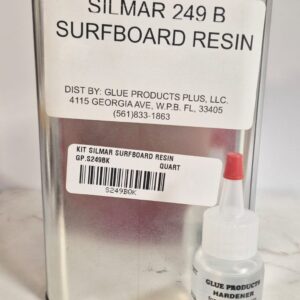 SILMAR 249 B
SURFBOARD RESIN
DIST BY: GLUE PRODUCTS PLUS, LLC.
4115 GEORGIA AVE, W.P.B. FL, 33405
(561)833-1863
KIT SILMAR SURFBOARD RESIN
GP.S249BK
QUART
S249BQK
GLUE PRODUCTS
HARDENER